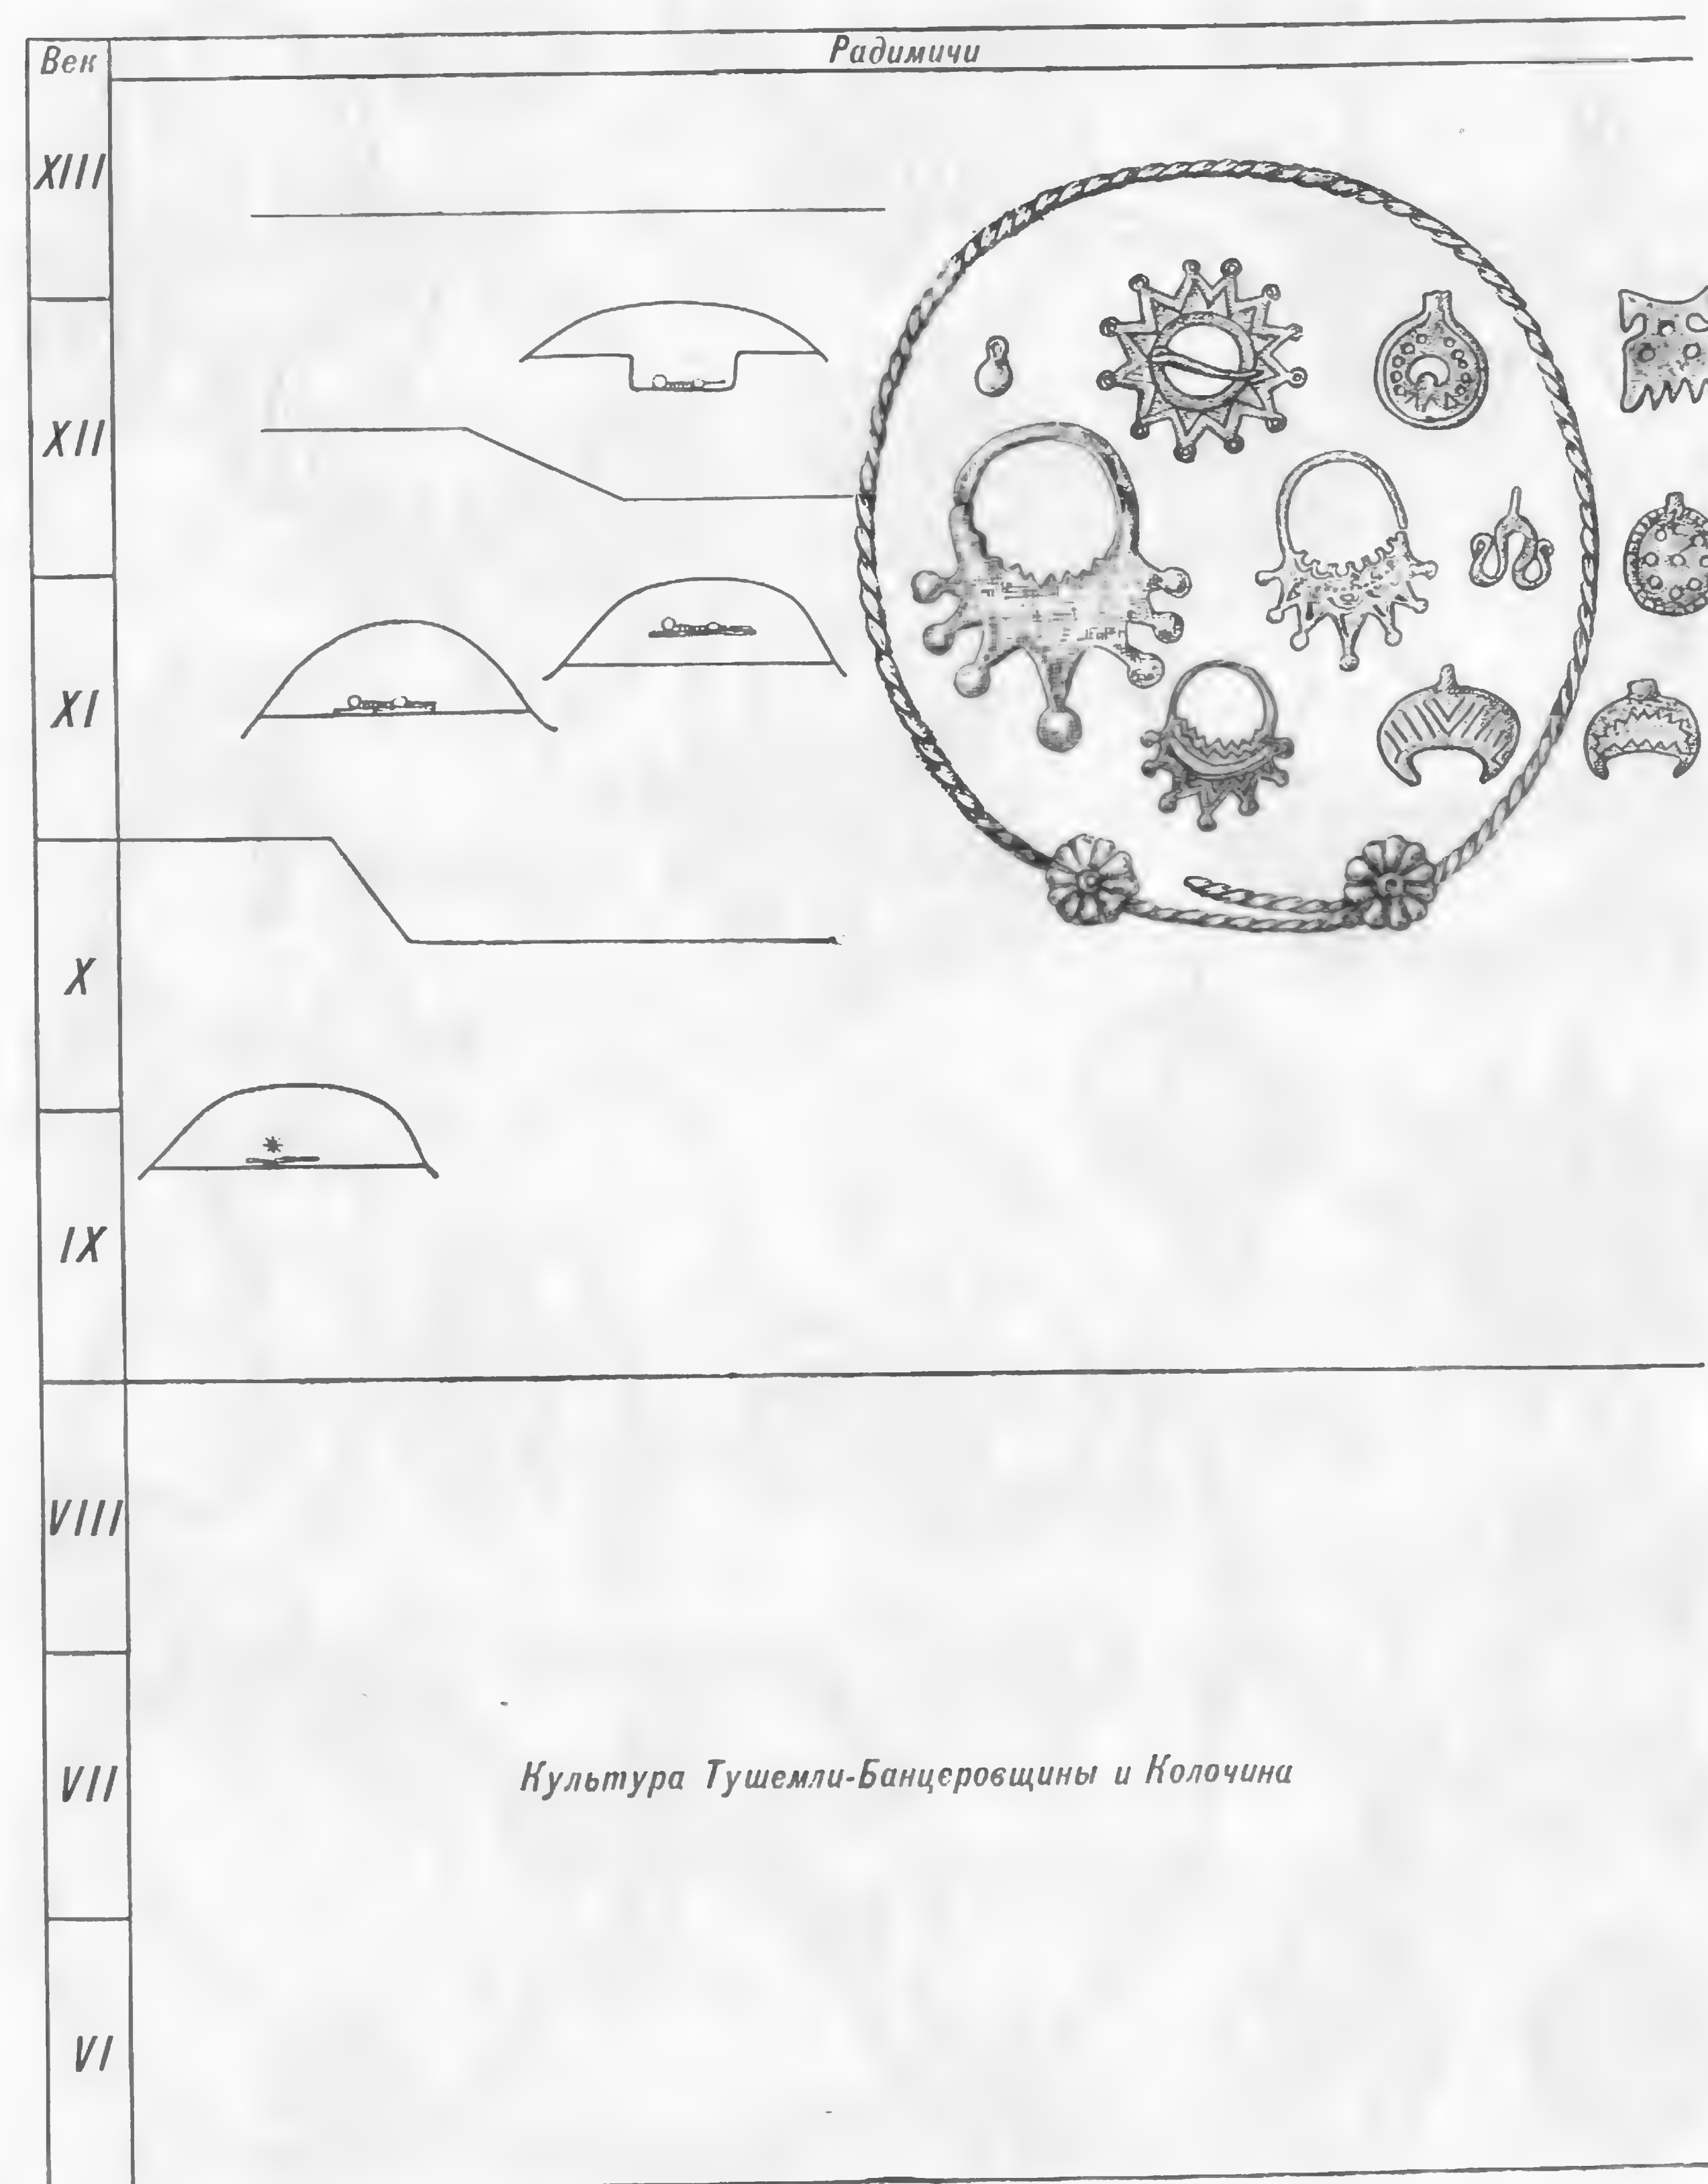 Век
Радимичи
XIII
XII
XI
X
IX
VIII
VII
Культура Тушемли-Банцеровщины и Колочина
VI